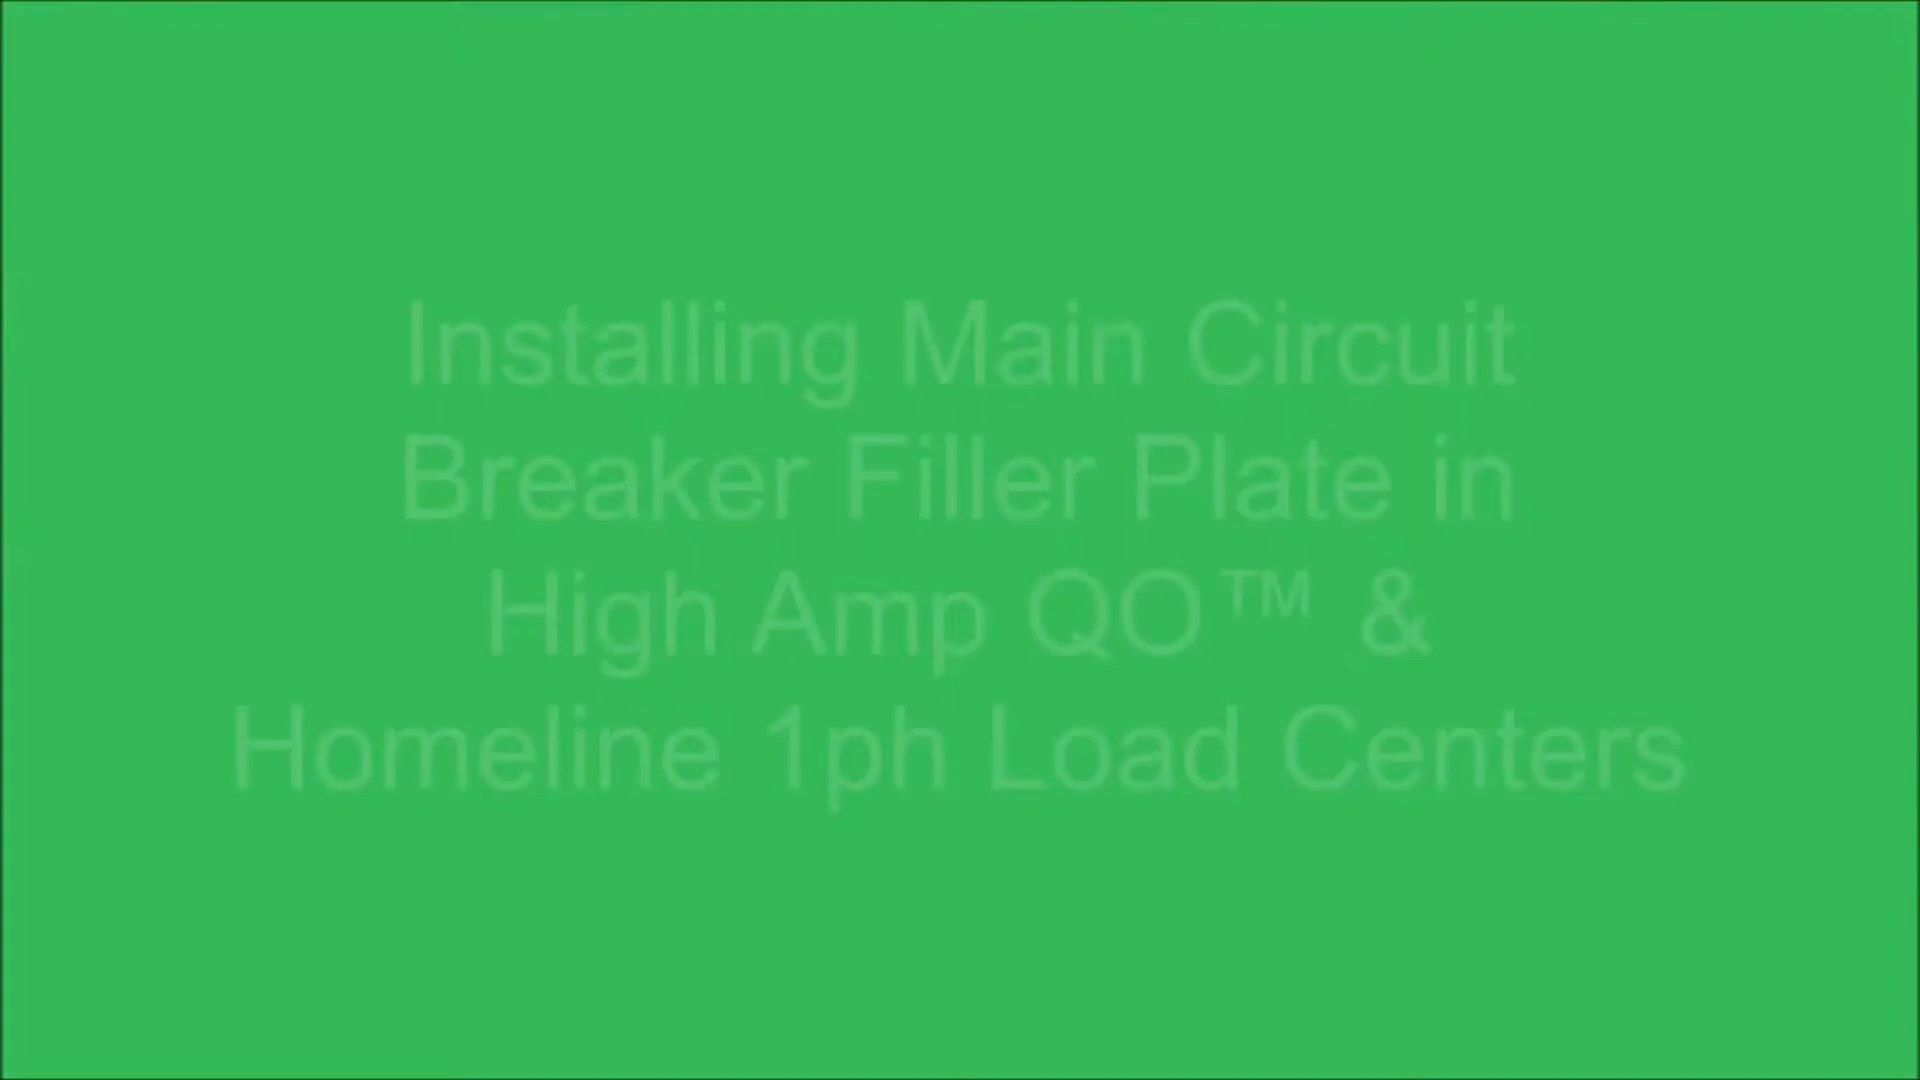 Installing Main Circuit
Breaker Filler Plate in
High Amp QO™ &
Homeline 1ph Load Centers